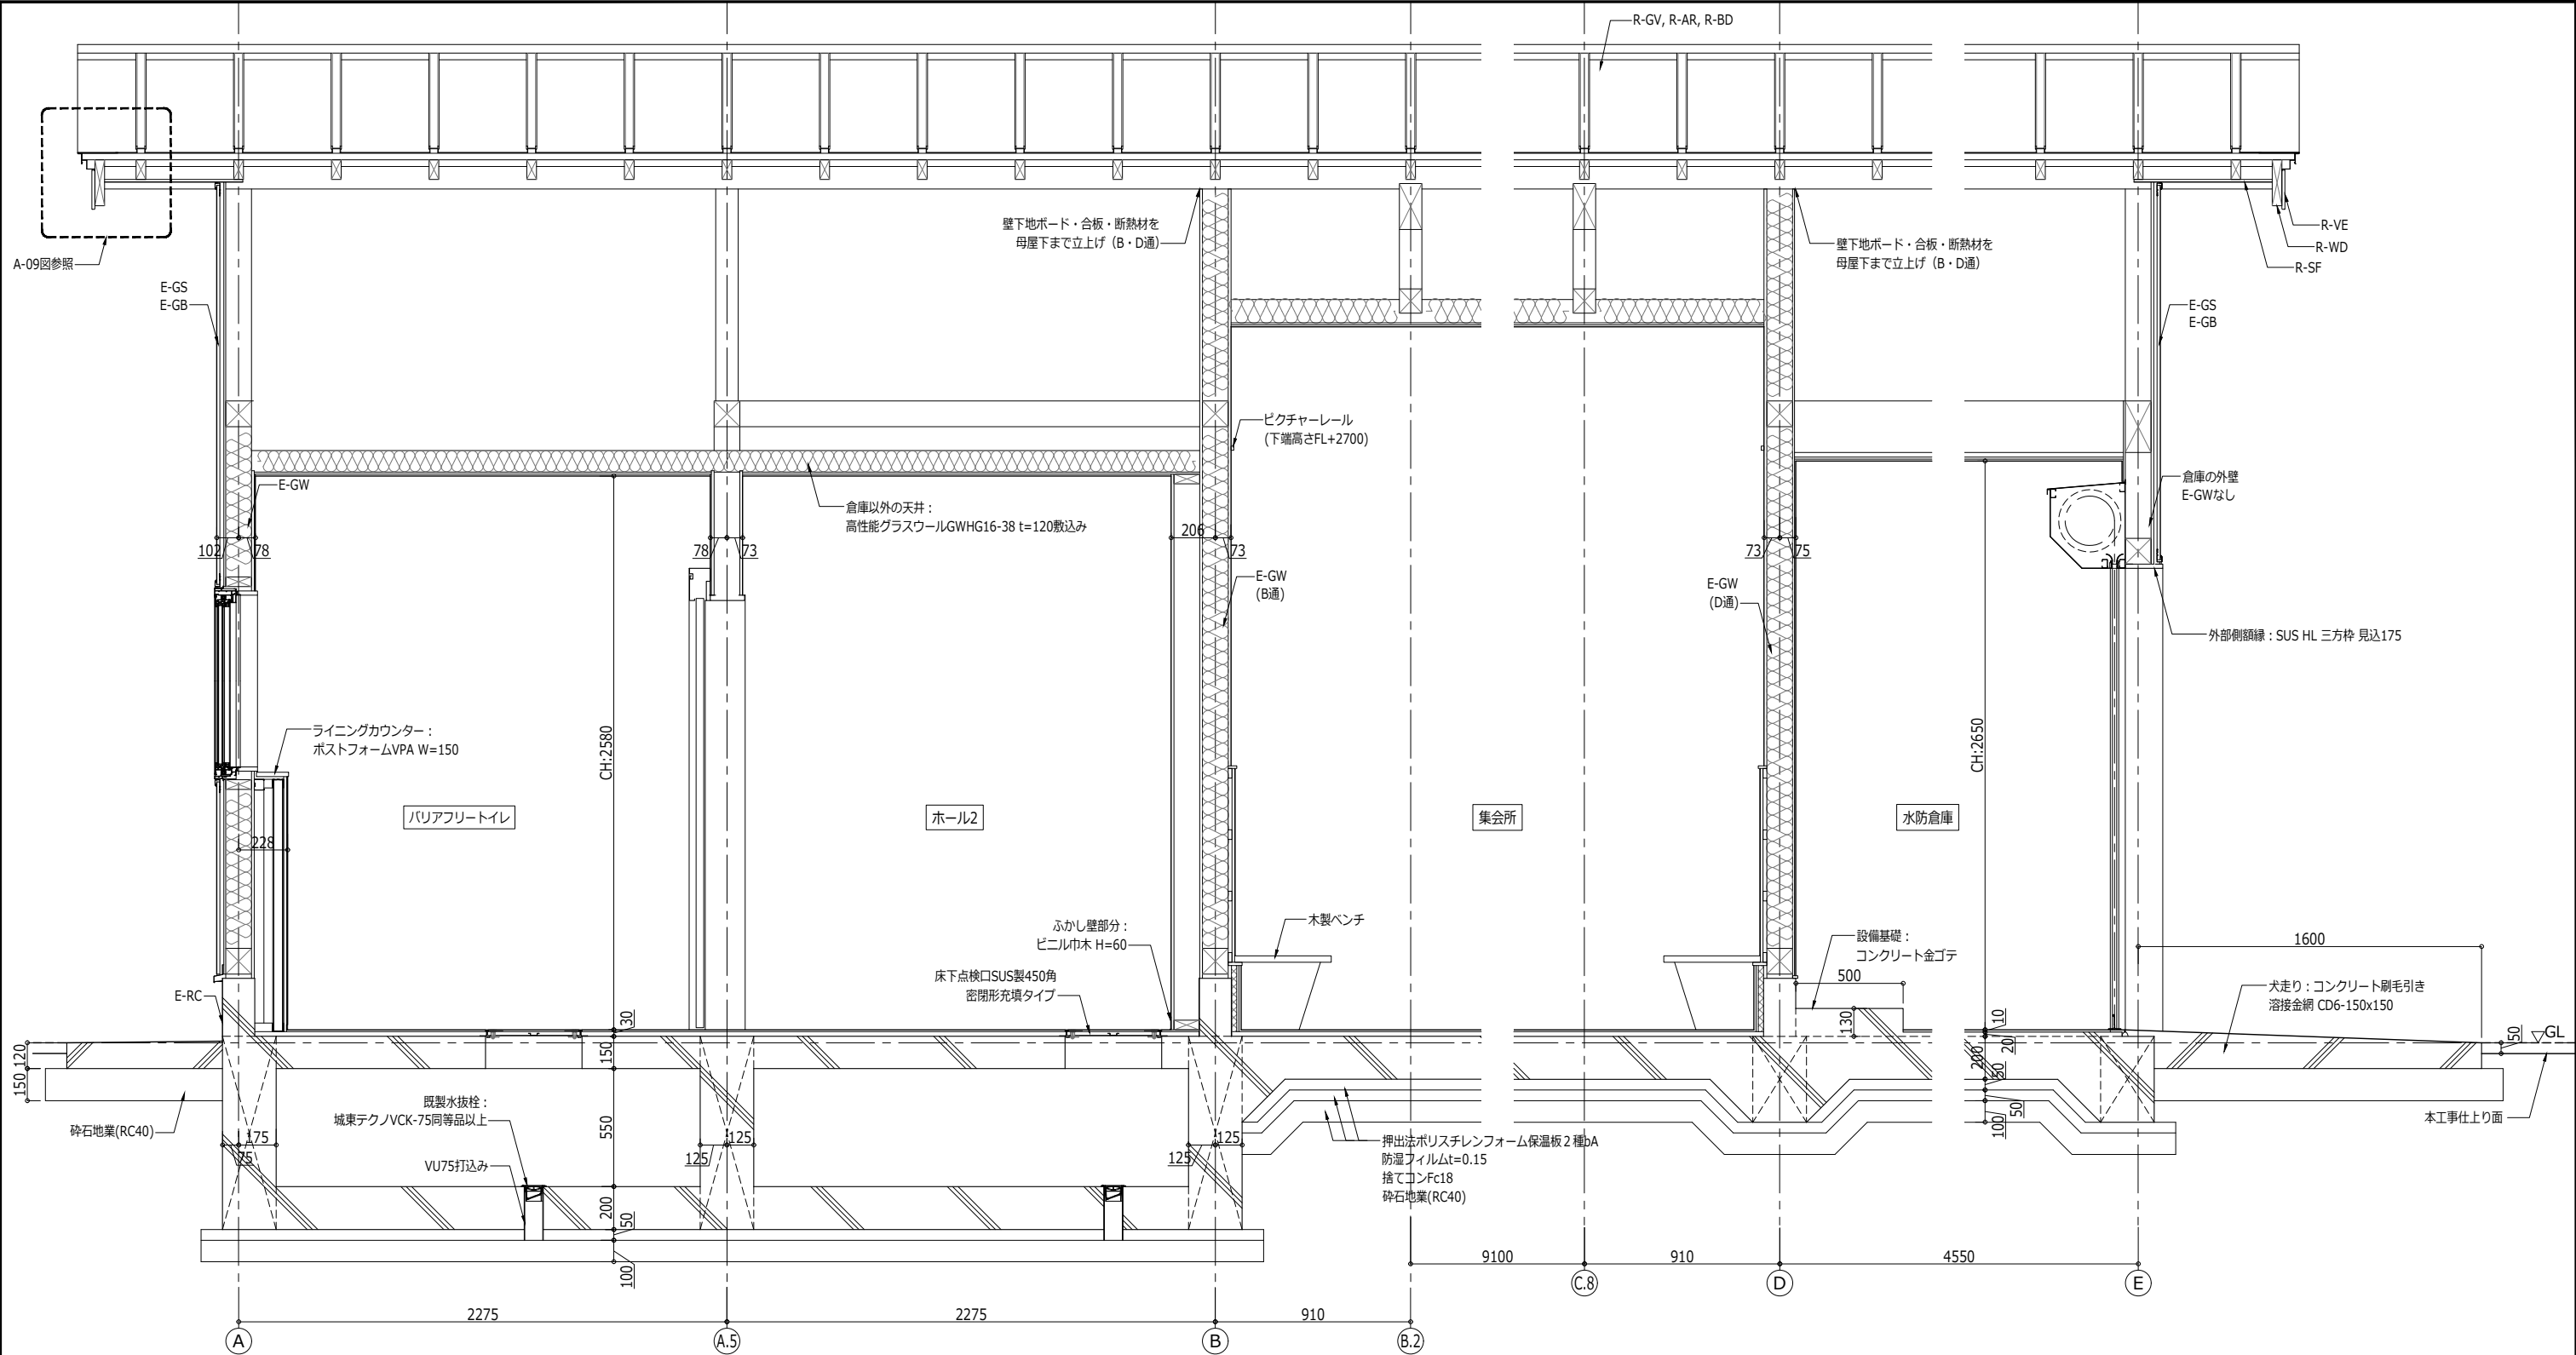 R-GV, R-AR, R-BD
A-09図参照
E-GS
E-GB
壁下地ボード・合板・断熱材を
母屋下まで立上げ（B・D通）
壁下地ボード・合板・断熱材を
母屋下まで立上げ（B・D通）
R-VE
R-WD
R-SF
E-GS
E-GB
ピクチャーレール
(下端高さFL+2700)
E-GW
倉庫以外の天井：
高性能グラスウールGWHG16-38 t=120敷込み
倉庫の外壁
E-GWなし
102
78
78
73
206
73
73
75
E-GW
(B通)
E-GW
(D通)
外部側額縁：SUS HL 三方枠 見込175
ライニングカウンター：
ポストフォームVPA W=150
CH:2580
CH:2650
バリアフリートイレ
ホール2
集会所
水防倉庫
228
ふかし壁部分：
ビニル巾木 H=60
木製ベンチ
設備基礎：
コンクリート金ゴテ
1600
床下点検口SUS製450角
密閉形充填タイプ
500
犬走り：コンクリート刷毛引き
溶接金網 CD6-150x150
E-RC
30
130
10
20
50
GL
120
150
150
200
50
50
100
砕石地業(RC40)
既製水抜栓：
城東テクノVCK-75同等品以上
550
本工事仕上り面
175
75
125
125
125
125
VU75打込み
押出法ポリスチレンフォーム保温板２種bA
防湿フィルムt=0.15
捨てコンFc18
砕石地業(RC40)
200
50
100
9100
910
4550
C.8
D
E
2275
2275
910
A
A.5
B
B.2